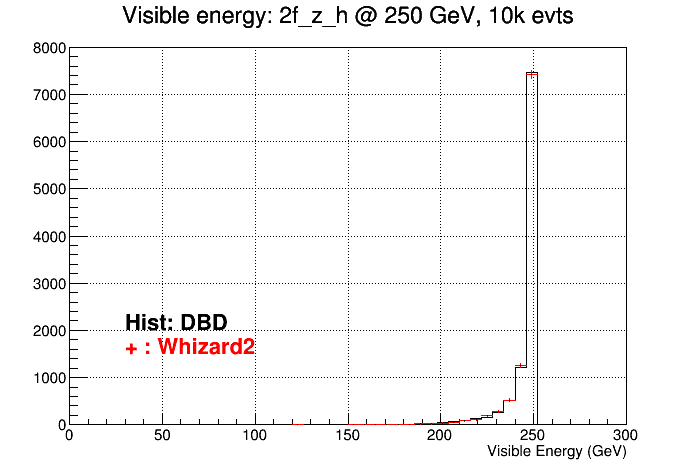 Visible energy: 2f_z_h @ 250 GeV, 10k evts
8000
7000
6000
5000
4000
3000
2000
1000
0
Hist: DBD
+ : Whizard2
0 50 100 150 200 250 300
Visible Energy (GeV)